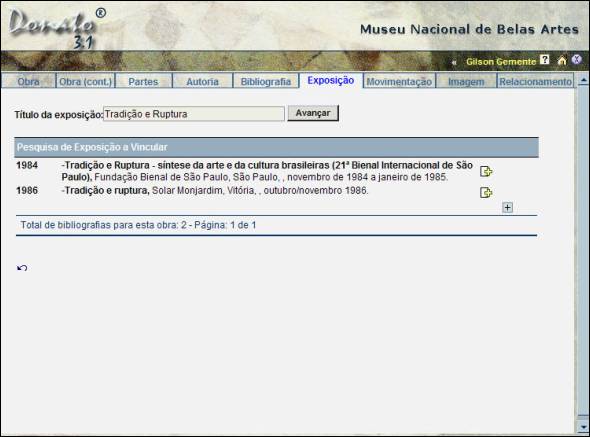 Donato®
3.1
Museu Nacional de Belas Artes
« Gilson Gemente ?
Obra Obra (cont.) Partes Autoria Bibliografia Exposição Movimentação Imagem Relacionamento
Título da exposição: Tradição e Ruptura Avançar
Pesquisa de Exposição a Vincular
1984 -Tradição e Ruptura - síntese da arte e da cultura brasileiras (21ª Bienal Internacional de São
Paulo), Fundação Bienal de São Paulo, São Paulo, , novembro de 1984 a janeiro de 1985.
1986 -Tradição e ruptura, Solar Monjardim, Vitória, , outubro/novembro 1986.
+
Total de bibliografias para esta obra: 2 - Página: 1 de 1